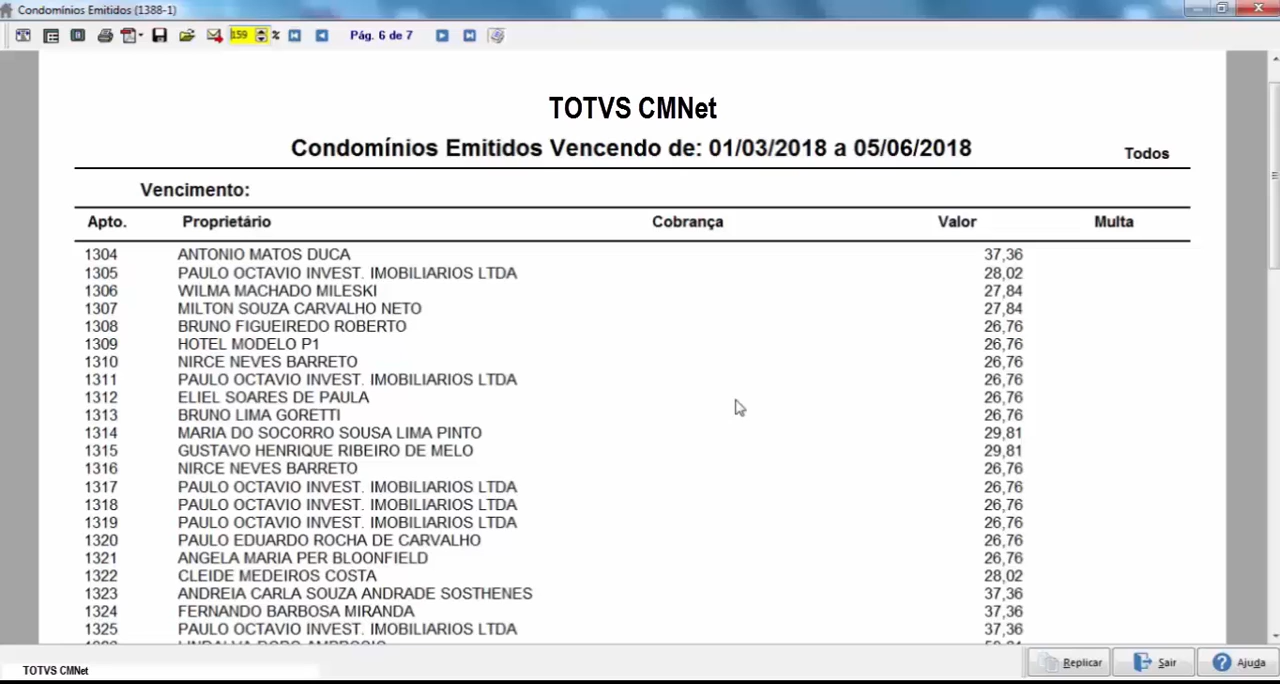 Condomínios Emitidos (1388-1)
159 % Pág. 6 de 7
TOTVS CMNet
Condomínios Emitidos Vencendo de: 01/03/2018 a 05/06/2018
Todos
Vencimento:
Apto. Proprietário Cobrança Valor Multa
1304 ANTONIO MATOS DUCA 37,36
1305 PAULO OCTAVIO INVEST. IMOBILIARIOS LTDA 28,02
1306 WILMA MACHADO MILESKI 27,84
1307 MILTON SOUZA CARVALHO NETO 27,84
1308 BRUNO FIGUEIREDO ROBERTO 26,76
1309 HOTEL MODELO P1 26,76
1310 NIRCE NEVES BARRETO 26,76
1311 PAULO OCTAVIO INVEST. IMOBILIARIOS LTDA 26,76
1312 ELIEL SOARES DE PAULA 26,76
1313 BRUNO LIMA GORETTI 26,76
1314 MARIA DO SOCORRO SOUSA LIMA PINTO 29,81
1315 GUSTAVO HENRIQUE RIBEIRO DE MELO 29,81
1316 NIRCE NEVES BARRETO 26,76
1317 PAULO OCTAVIO INVEST. IMOBILIARIOS LTDA 26,76
1318 PAULO OCTAVIO INVEST. IMOBILIARIOS LTDA 26,76
1319 PAULO OCTAVIO INVEST. IMOBILIARIOS LTDA 26,76
1320 PAULO EDUARDO ROCHA DE CARVALHO 26,76
1321 ANGELA MARIA PER BLOONFIELD 26,76
1322 CLEIDE MEDEIROS COSTA 28,02
1323 ANDREIA CARLA SOUZA ANDRADE SOSTHENES 37,36
1324 FERNANDO BARBOSA MIRANDA 37,36
1325 PAULO OCTAVIO INVEST. IMOBILIARIOS LTDA 37,36
Replicar Sair Ajuda
TOTVS CMNet